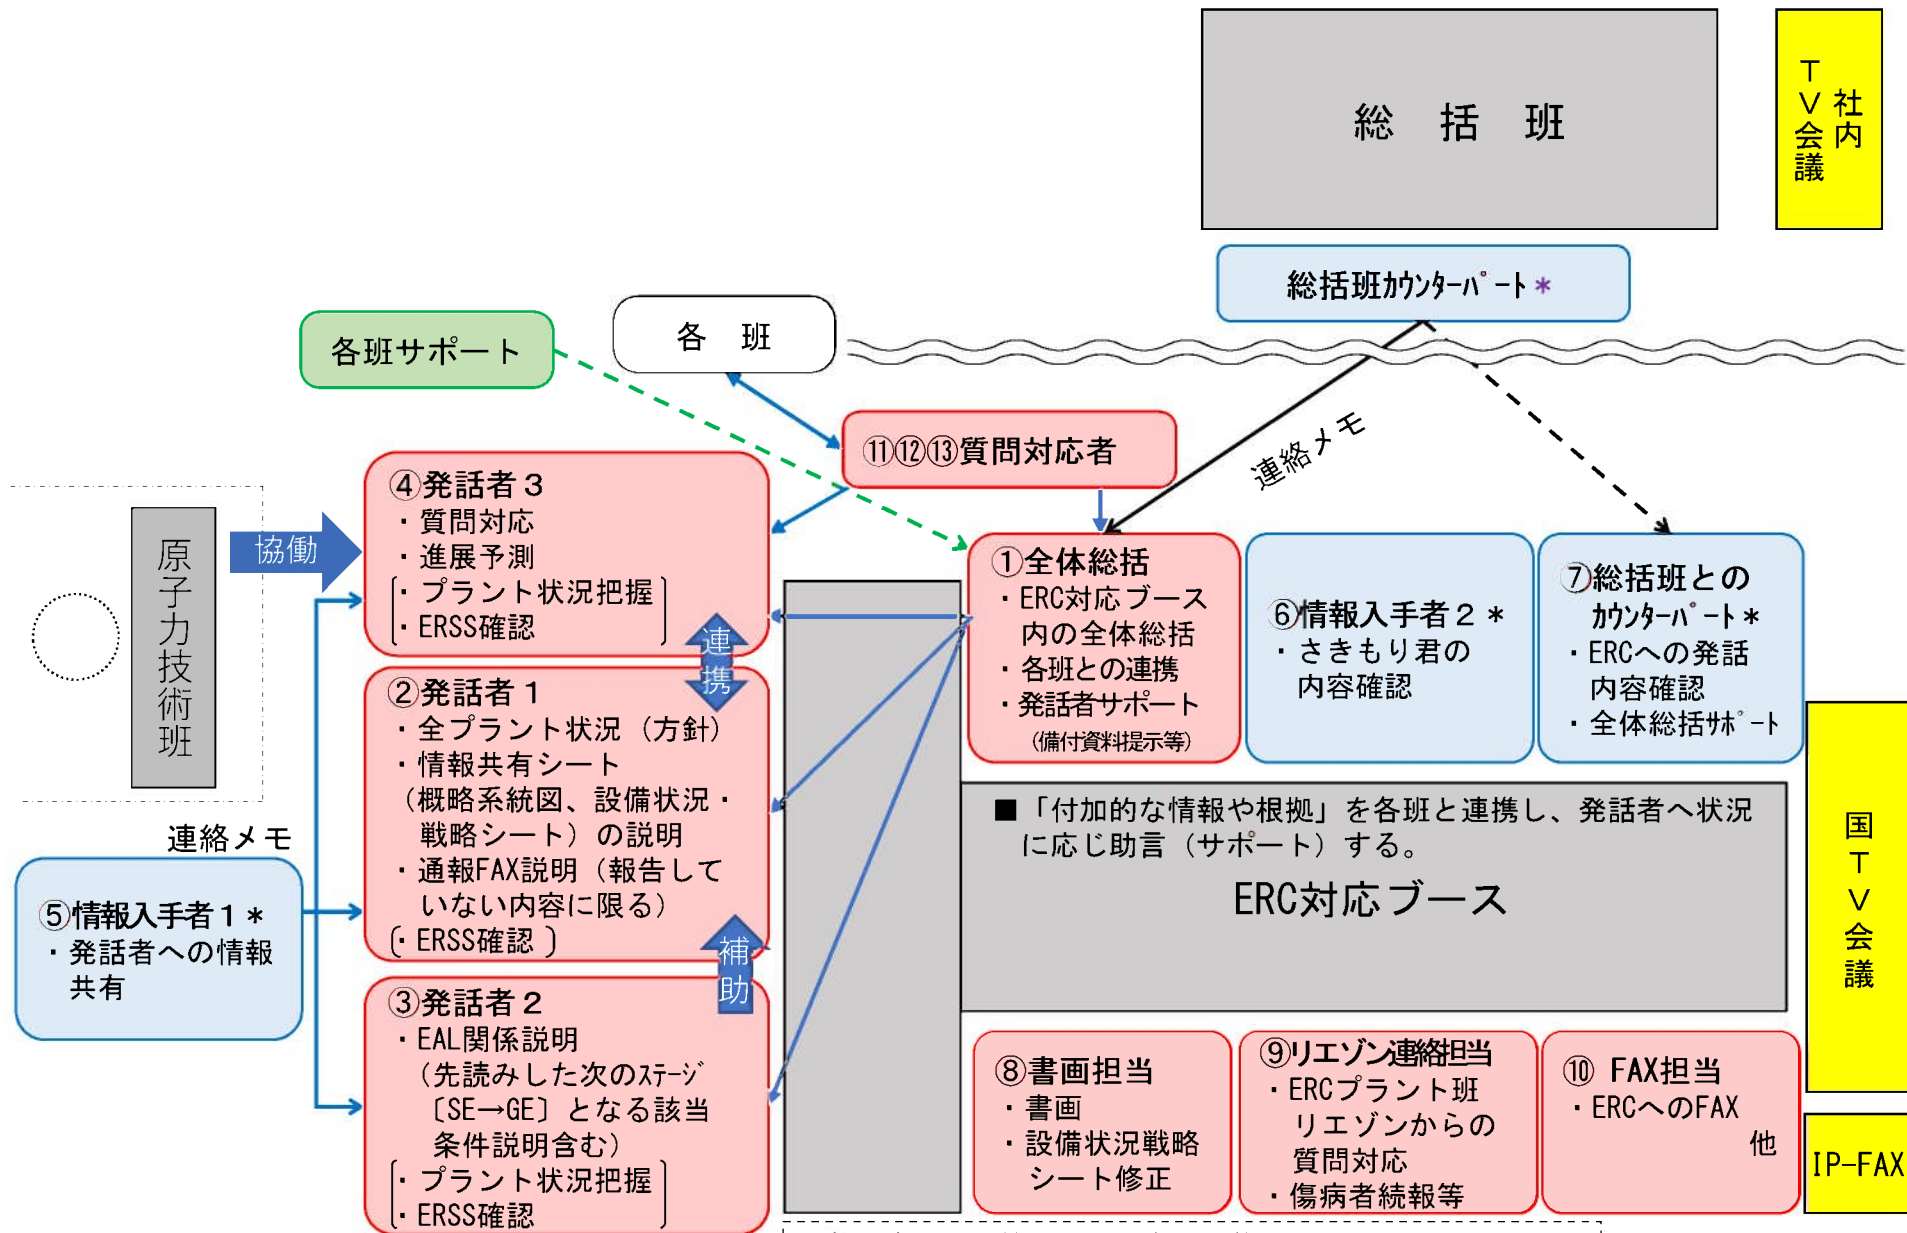 総 括 班
社内
TV会議
総括班ｶｳﾝﾀｰﾊﾟｰﾄ＊
各班サポート
各 班
⑪⑫⑬質問対応者
連絡メモ
④発話者３
・質問対応
・進展予測
・プラント状況把握
・ERSS確認
原子力技術班
協働
連携
①全体総括
・ERC対応ブース
内の全体総括
・各班との連携
・発話者サポート
(備付資料提示等)
⑥情報入手者２＊
・さきもり君の
内容確認
⑦総括班との
ｶｳﾝﾀｰﾊﾟｰﾄ＊
・ERCへの発話
内容確認
・全体総括ｻﾎﾟｰﾄ
②発話者１
・全プラント状況（方針）
・情報共有シート
（概略系統図、設備状況・
戦略シート）の説明
・通報FAX説明（報告して
いない内容に限る）
〔・ERSS確認 〕
連絡メモ
⑤情報入手者１＊
・発話者への情報
共有
補助
■「付加的な情報や根拠」を各班と連携し、発話者へ状況
に応じ助言（サポート）する。
ERC対応ブース
国TV会議
③発話者２
・EAL関係説明
（先読みした次のｽﾃｰｼﾞ
〔SE→GE〕となる該当
条件説明含む）
・プラント状況把握
・ERSS確認
⑧書画担当
・書画
・設備状況戦略
シート修正
⑨リエゾン連絡担当
・ERCプラント班
リエゾンからの
質問対応
・傷病者続報等
⑩ FAX担当
・ERCへのFAX
他
IP-FAX